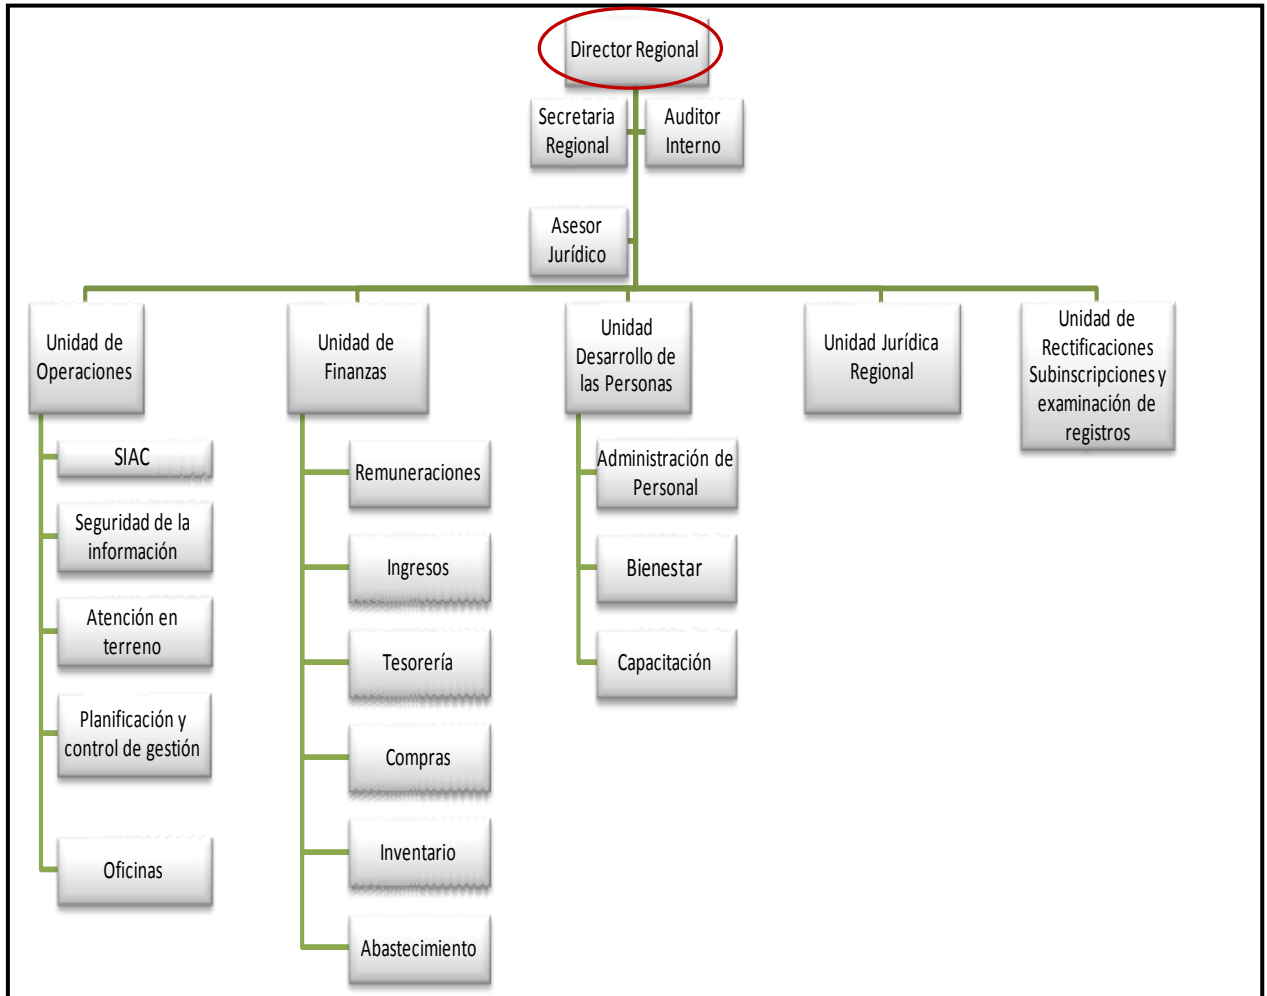 Director Regional
Secretaria
Regional
Auditor
Interno
Asesor
Jurídico
Unidad de
Operaciones
Unidad de
Finanzas
Unidad
Desarrollo de
las Personas
Unidad Jurídica
Regional
Unidad de
Rectificaciones
Subinscripciones y
examinación de
registros
SIAC
Seguridad de la
información
Atención en
terreno
Planificación y
control de gestión
Oficinas
Remuneraciones
Ingresos
Tesorería
Compras
Inventario
Abastecimiento
Administración de
Personal
Bienestar
Capacitación